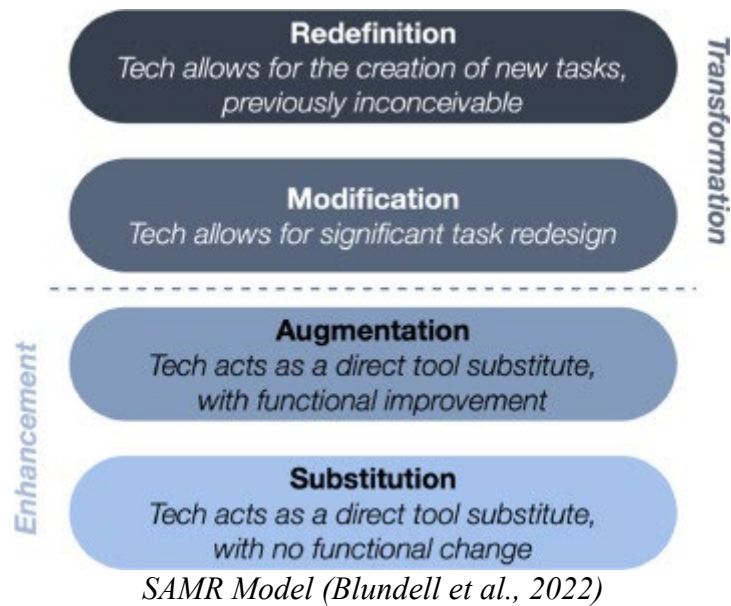 Redefinition
Tech allows for the creation of new tasks,
previously inconceivable
Modification
Tech allows for significant task redesign
Transformation
Augmentation
Tech acts as a direct tool substitute,
with functional improvement
Substitution
Tech acts as a direct tool substitute,
with no functional change
Enhancement
SAMR Model (Blundell et al., 2022)